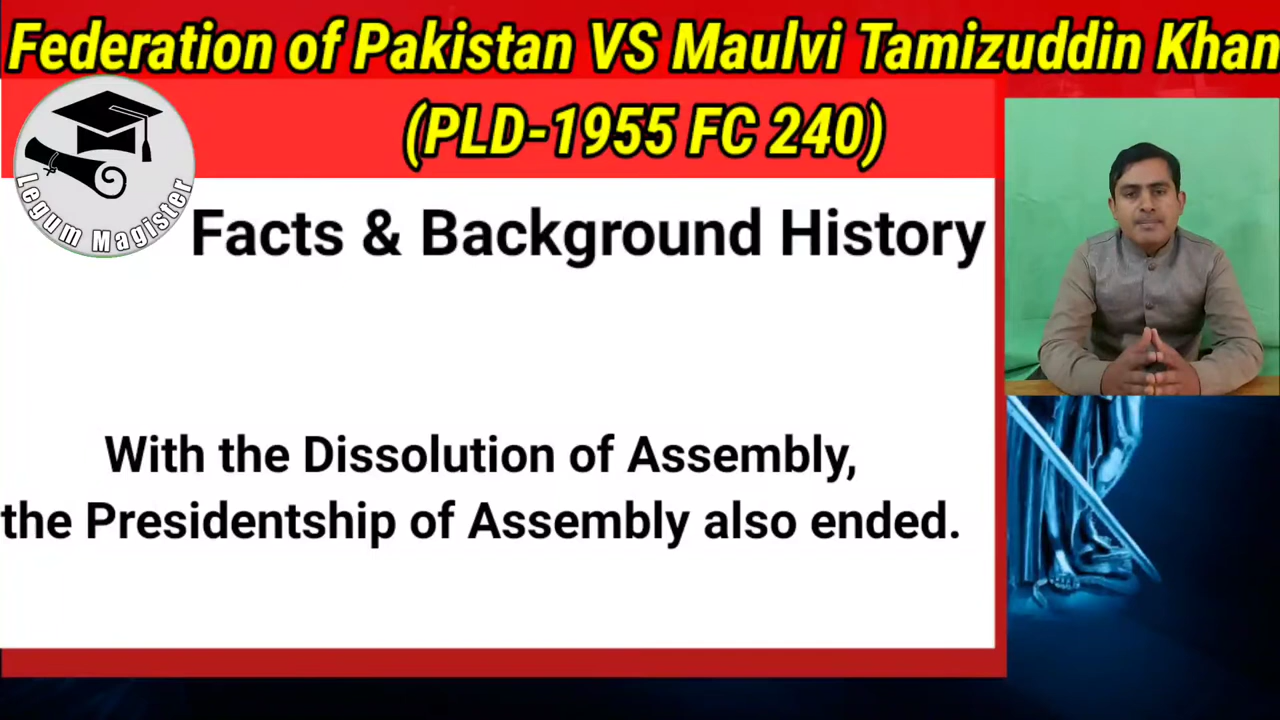 Federation of Pakistan VS Maulvi Tamizuddin Khan
(PLD-1955 FC 240)
Legum Magister
Facts & Background History
With the Dissolution of Assembly,
the Presidentship of Assembly also ended.